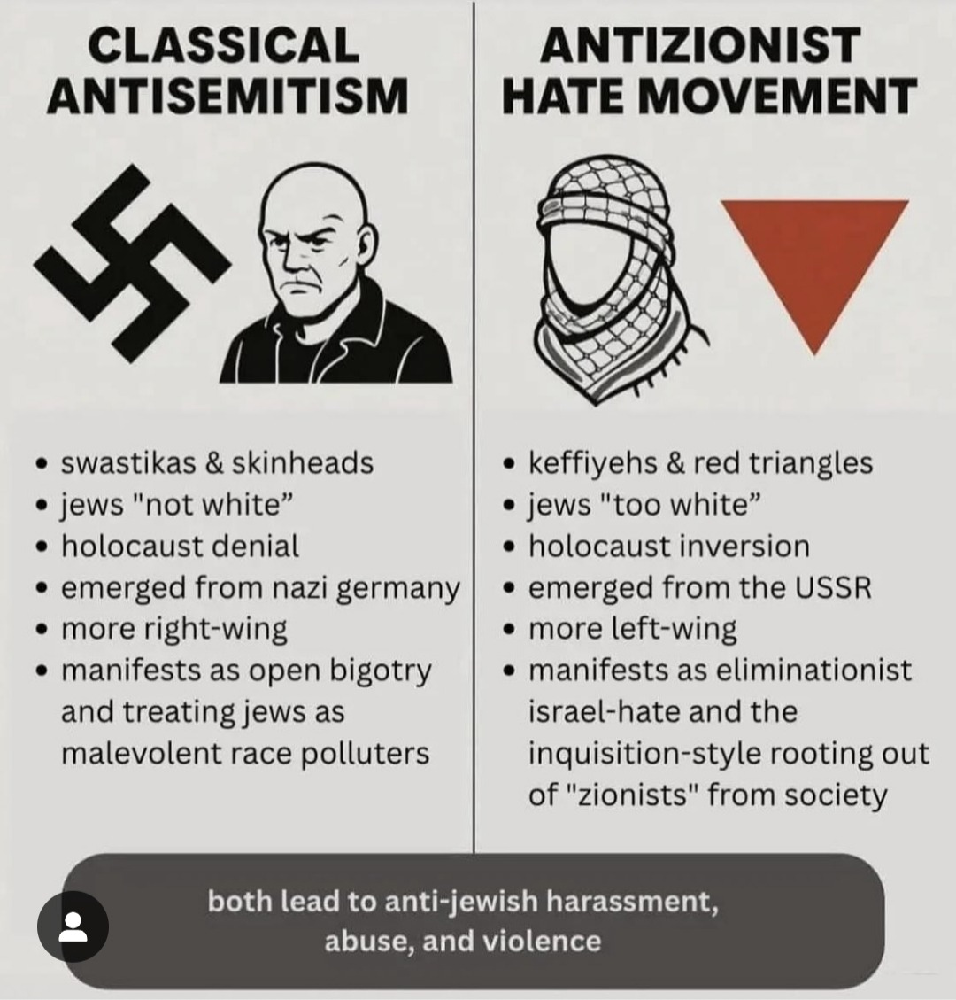 CLASSICAL
ANTISEMITISM
swastikas & skinheads
jews "not white”
holocaust denial
emerged from nazi germany
more right-wing
manifests as open bigotry
and treating jews as
malevolent race polluters
ANTIZIONIST
HATE MOVEMENT
keffiyehs & red triangles
jews "too white”
holocaust inversion
emerged from the USSR
more left-wing
manifests as eliminationist
israel-hate and the
inquisition-style rooting out
of "zionists" from society
both lead to anti-jewish harassment,
abuse, and violence